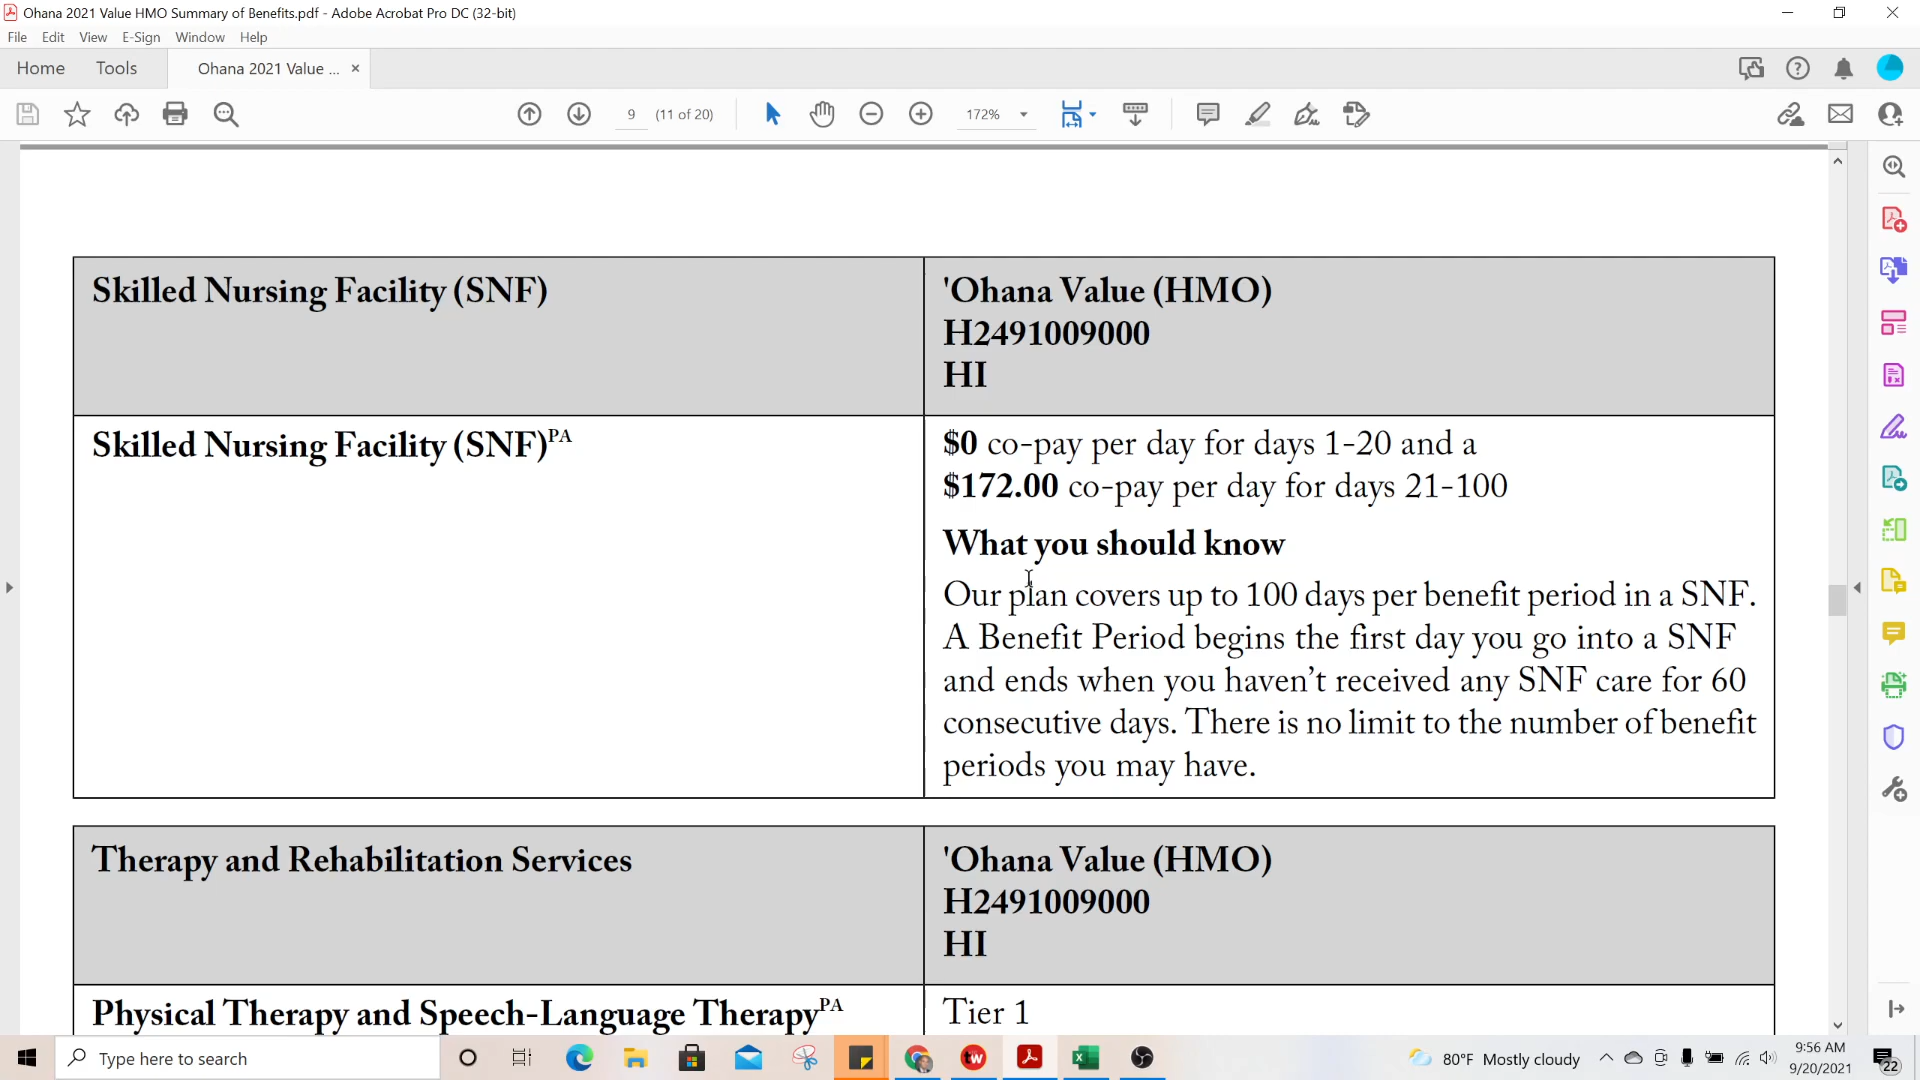 Ohana 2021 Value HMO Summary of Benefits.pdf - Adobe Acrobat Pro DC (32-bit)
File Edit View E-Sign Window Help
Home Tools Ohana 2021 Value ... ×
9 (11 of 20) 172%
Skilled Nursing Facility (SNF)
'Ohana Value (HMO)
H2491009000
HI
Skilled Nursing Facility (SNF)PA
$0 co-pay per day for days 1-20 and a
$172.00 co-pay per day for days 21-100
What you should know
Our plan covers up to 100 days per benefit period in a SNF.
A Benefit Period begins the first day you go into a SNF
and ends when you haven’t received any SNF care for 60
consecutive days. There is no limit to the number of benefit
periods you may have.
Therapy and Rehabilitation Services
'Ohana Value (HMO)
H2491009000
HI
Physical Therapy and Speech-Language TherapyPA
Tier 1
Type here to search
tw
80°F Mostly cloudy
9:56 AM
9/20/2021
22